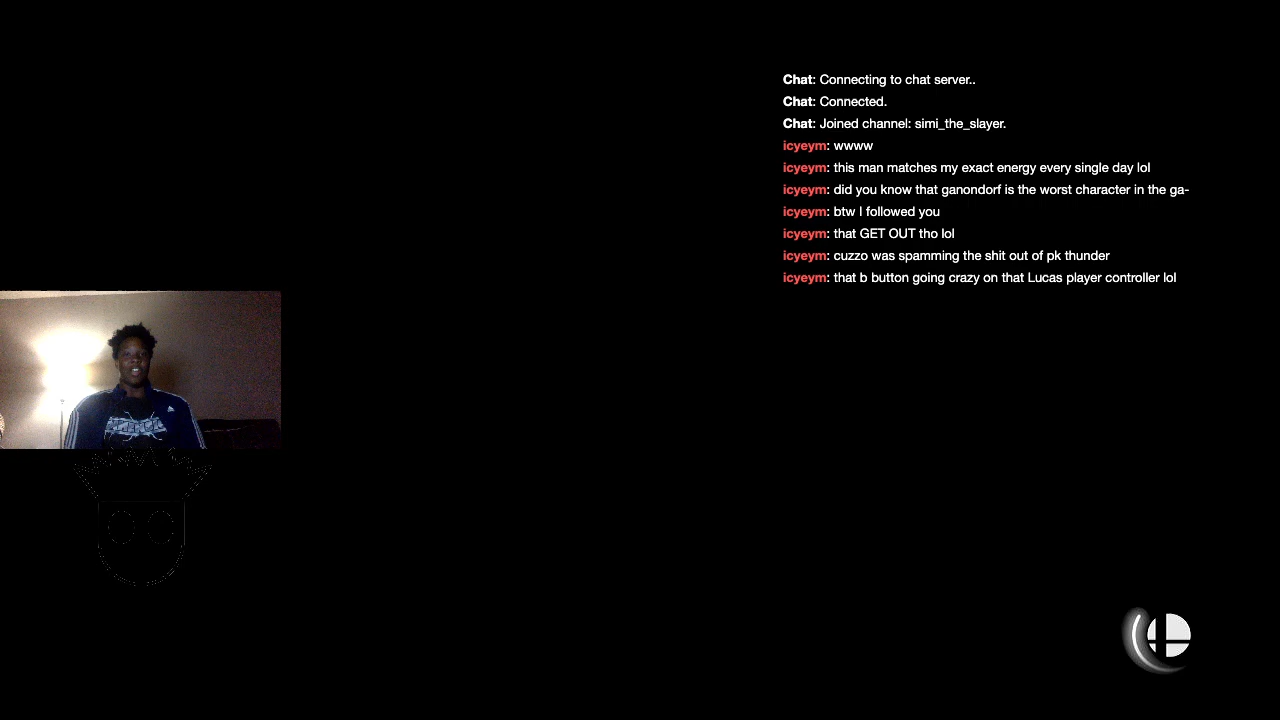 Chat: Connecting to chat server..
Chat: Connected.
Chat: Joined channel: simi_the_slayer.
icyeym: wwww
icyeym: this man matches my exact energy every single day lol
icyeym: did you know that ganondorf is the worst character in the ga-
icyeym: btw I followed you
icyeym: that GET OUT tho lol
icyeym: cuzzo was spamming the shit out of pk thunder
icyeym: that b button going crazy on that Lucas player controller lol